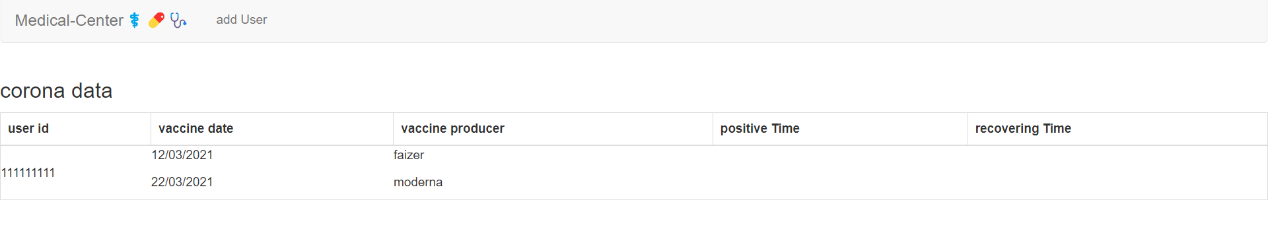 Medical-Center⚕️💊🩺 add User
corona data
user id vaccine date vaccine producer positive Time recovering Time
12/03/2021 faizer
111111111
22/03/2021 moderna